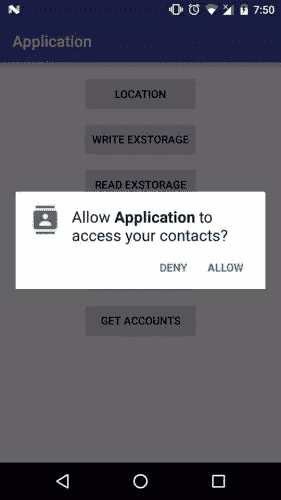 7:50
Application
LOCATION
WRITE EXSTORAGE
READ EXSTORAGE
Allow Application to
access your contacts?
DENY ALLOW
GET ACCOUNTS